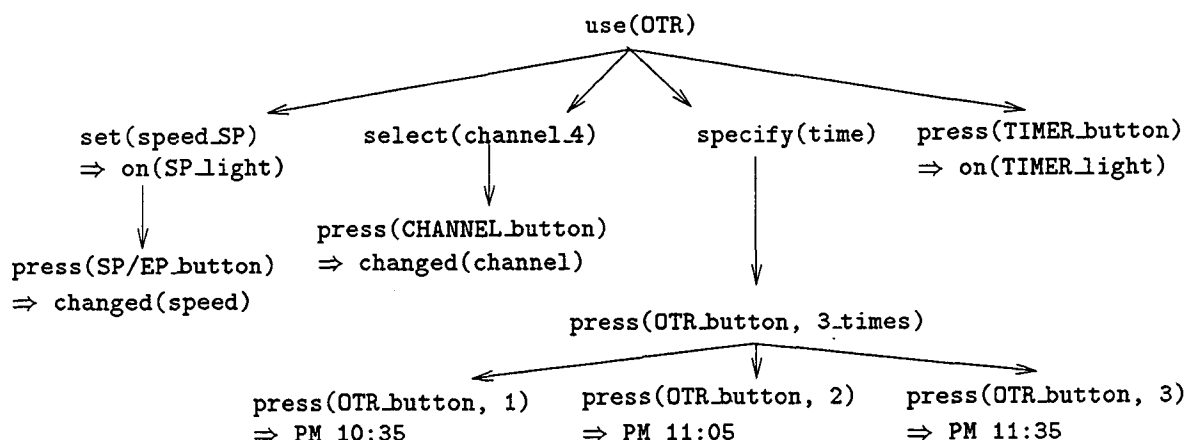 use(OTR)
set(speed_SP)
⇒ on(SP_light)
select(channel_4)
specify(time)
press(TIMER_button)
⇒ on(TIMER_light)
press(SP/EP_button)
⇒ changed(speed)
press(CHANNEL_button)
⇒ changed(channel)
press(OTR_button, 3_times)
press(OTR_button, 1)
⇒ PM 10:35
press(OTR_button, 2)
⇒ PM 11:05
press(OTR_button, 3)
⇒ PM 11:35